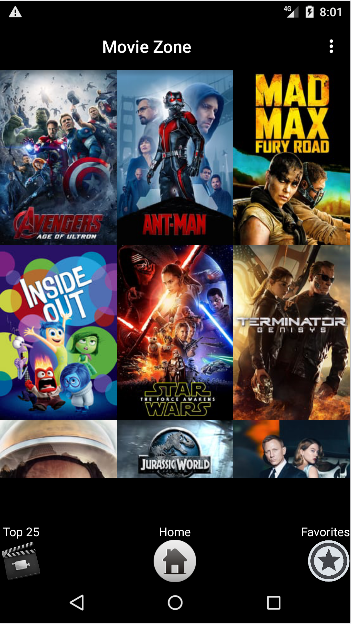 4G 8:01
Movie Zone
AVENGERS
AGE OF ULTRON
ANT-MAN
MAD
MAX
FURY ROAD
INSIDE
OUT
STAR
THE FORCE AWAKENS
WARS
TERMINATOR
GENISYS
JURASSIC WORLD
Top 25 Home Favorites